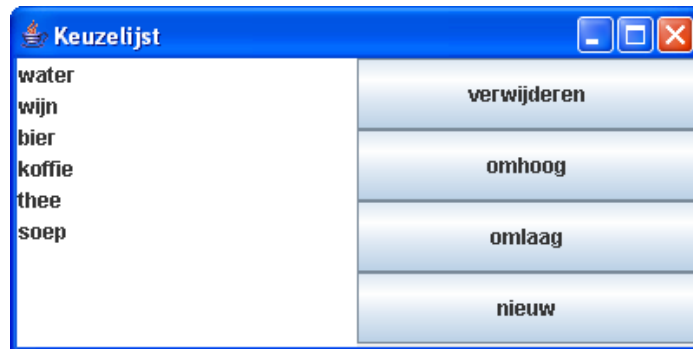 Keuzelijst
water
wijn
bier
koffie
thee
soep
verwijderen
omhoog
omlaag
nieuw